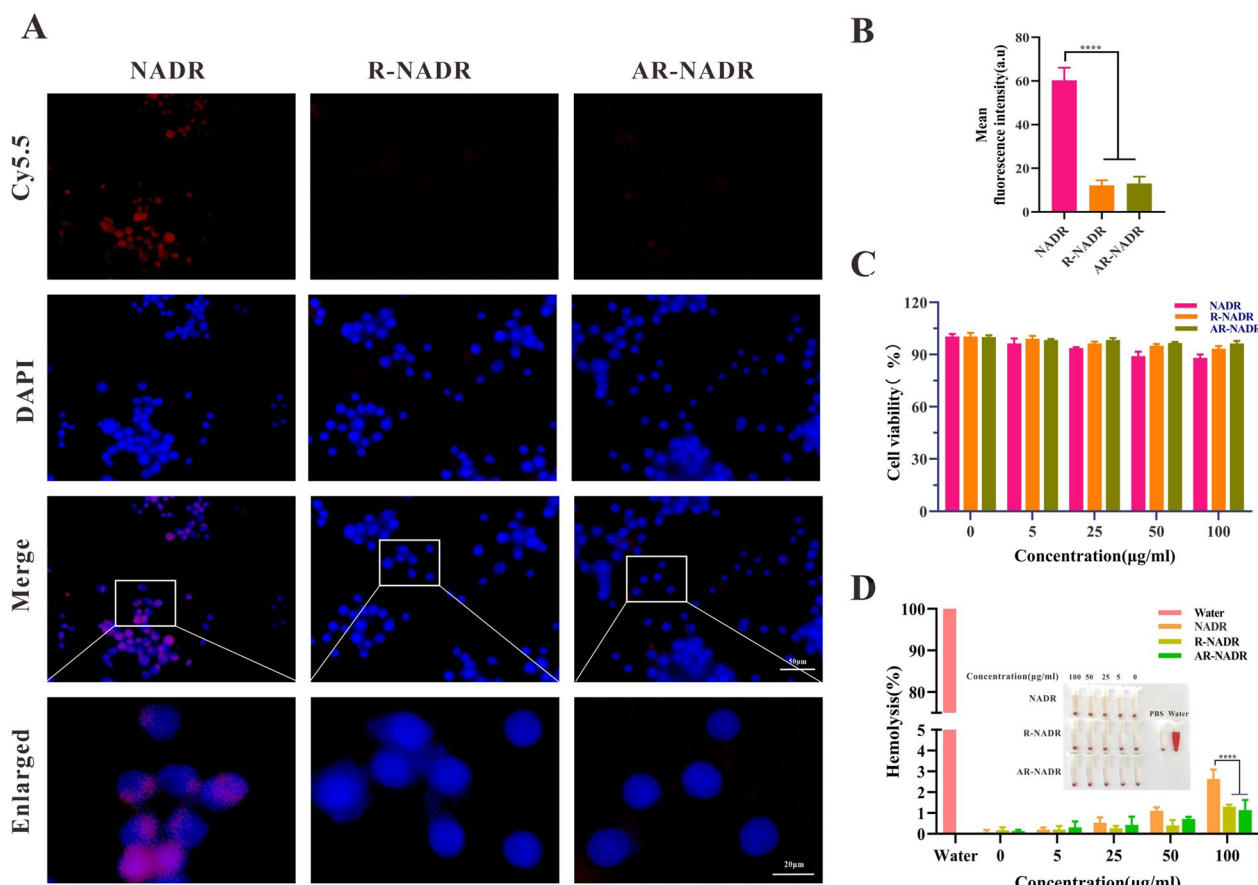 A
NADR
R-NADR
AR-NADR
Cy5.5
DAPI
Merge
Enlarged
50μm
20μm
B
Mean
fluorescence intensity(a.u)
80
60
40
20
0
****
NADR
R-NADR
AR-NADR
C
Cell viability（ %）
120
90
60
30
0
NADR
R-NADR
AR-NADR
0 5 25 50 100
Concentration(μg/ml)
D
Hemolysis(%)
100
90
80
5
4
3
2
1
0
Water
NADR
R-NADR
AR-NADR
Concentration(μg/ml) 100 50 25 5 0
NADR
R-NADR
AR-NADR
PBS Water
****
Water 0 5 25 50 100
Concentration(μg/ml)